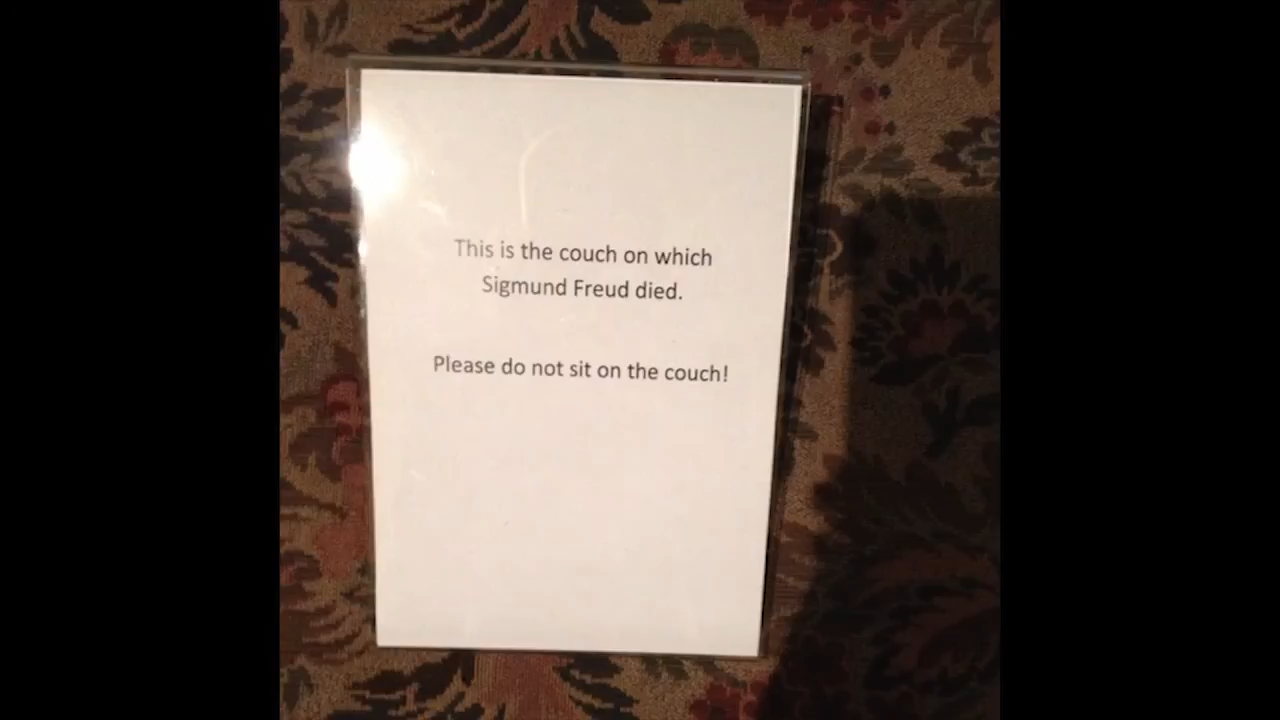 This is the couch on which
Sigmund Freud died.
Please do not sit on the couch!